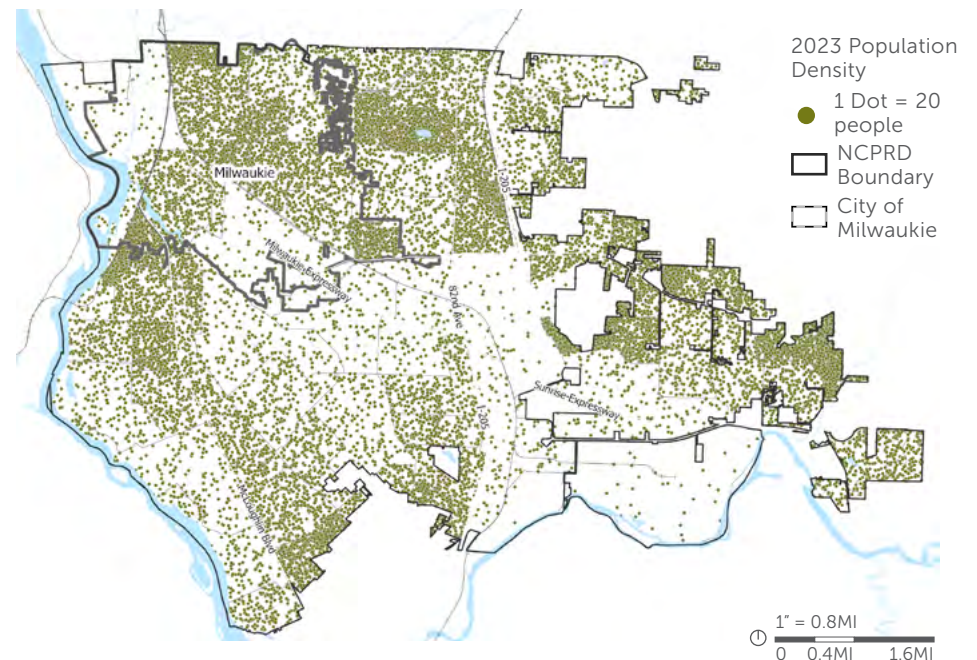 2023 Population
Density
1 Dot = 20
people
NCPRD
Boundary
City of
Milwaukie
Milwaukie
I-205
Milwaukie Expressway
82nd Ave
Sunrise Expressway
I-205
McLoughlin Blvd
1" = 0.8MI
0 0.4MI 1.6MI